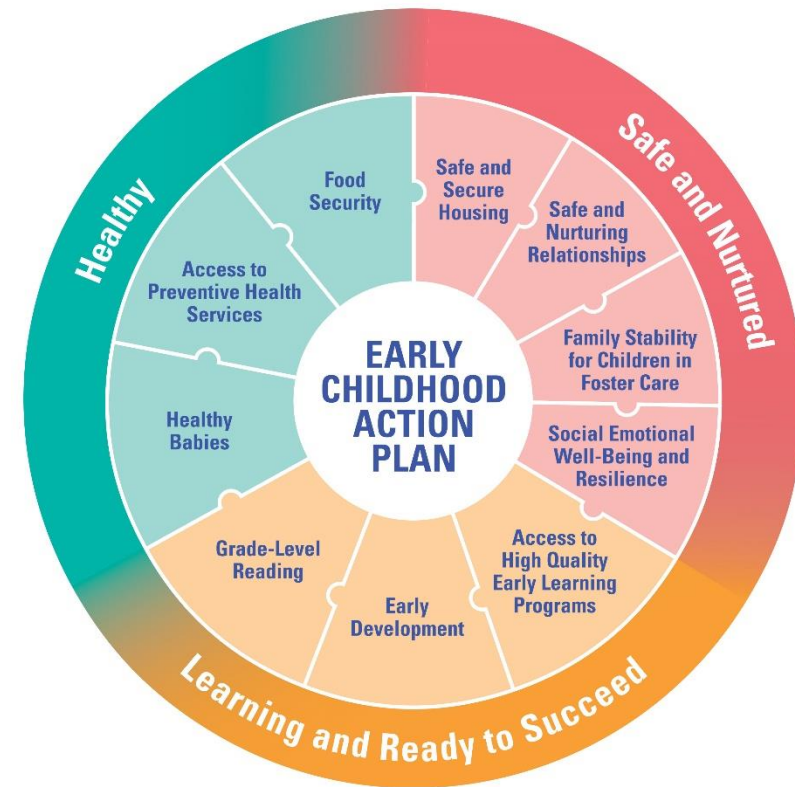 Healthy
Safe and Nurtured
Learning and Ready to Succeed
EARLY
CHILDHOOD
ACTION
PLAN
Food
Security
Safe and
Secure
Housing
Safe and
Nurturing
Relationships
Family Stability
for Children in
Foster Care
Social Emotional
Well-Being and
Resilience
Access to
High Quality
Early Learning
Programs
Early
Development
Grade-Level
Reading
Healthy
Babies
Access to
Preventive Health
Services